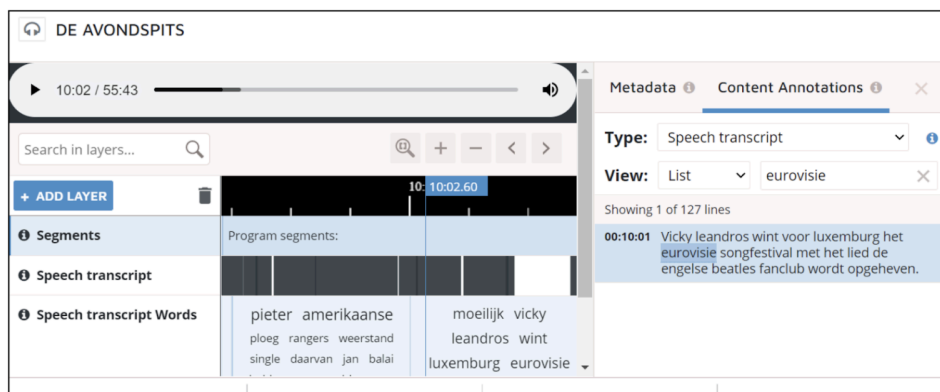 DE AVONDSPITS
10:02 / 55:43
Search in layers...
+ ADD LAYER
10: 10:02.60
Segments
Program segments:
Speech transcript
Speech transcript Words
pieter amerikaanse
ploeg rangers weerstand
single daarvan jan balai
moeilijk vicky
leandros wint
luxemburg eurovisie
Metadata Content Annotations
Type: Speech transcript
View: List eurovisie
Showing 1 of 127 lines
00:10:01 Vicky leandros wint voor luxemburg het
eurovisie songfestival met het lied de
engelse beatles fanclub wordt opgeheven.